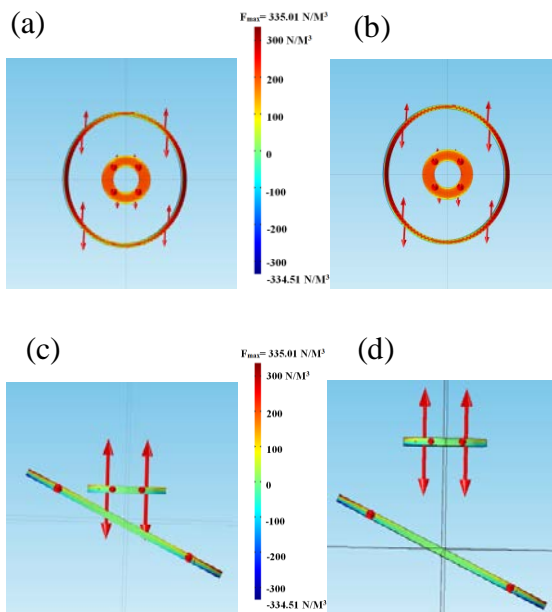 (a)
(b)
Fmax= 335.01 N/M³
300 N/M³
200
100
0
-100
-200
-300
-334.51 N/M³
(c)
(d)
Fmax= 335.01 N/M³
300 N/M³
200
100
0
-100
-200
-300
-334.51 N/M³